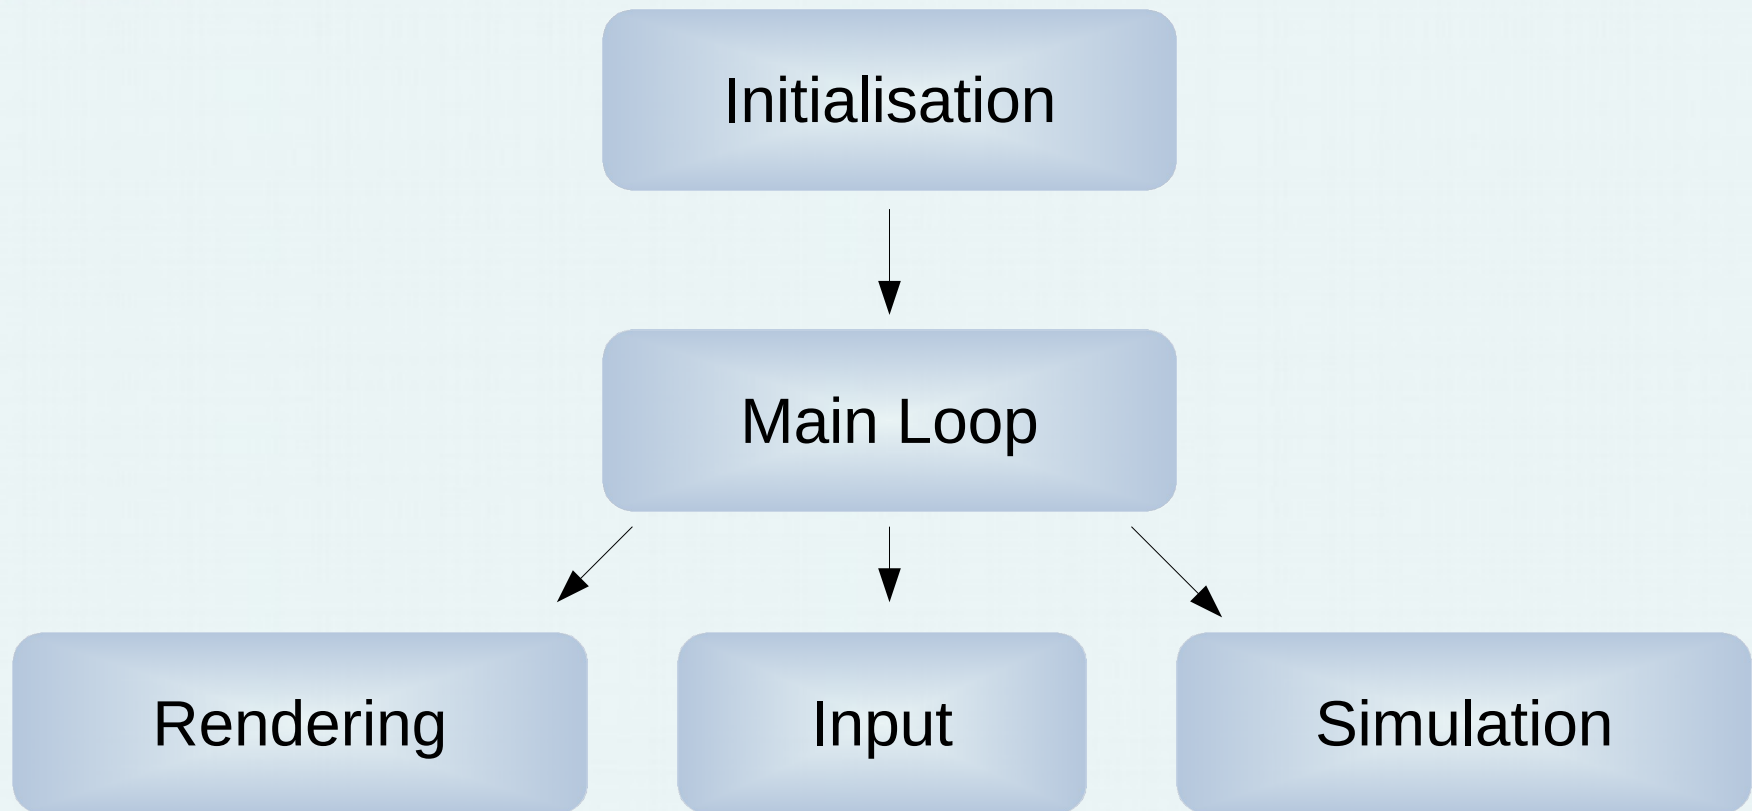 Initialisation
Main Loop
Rendering
Input
Simulation